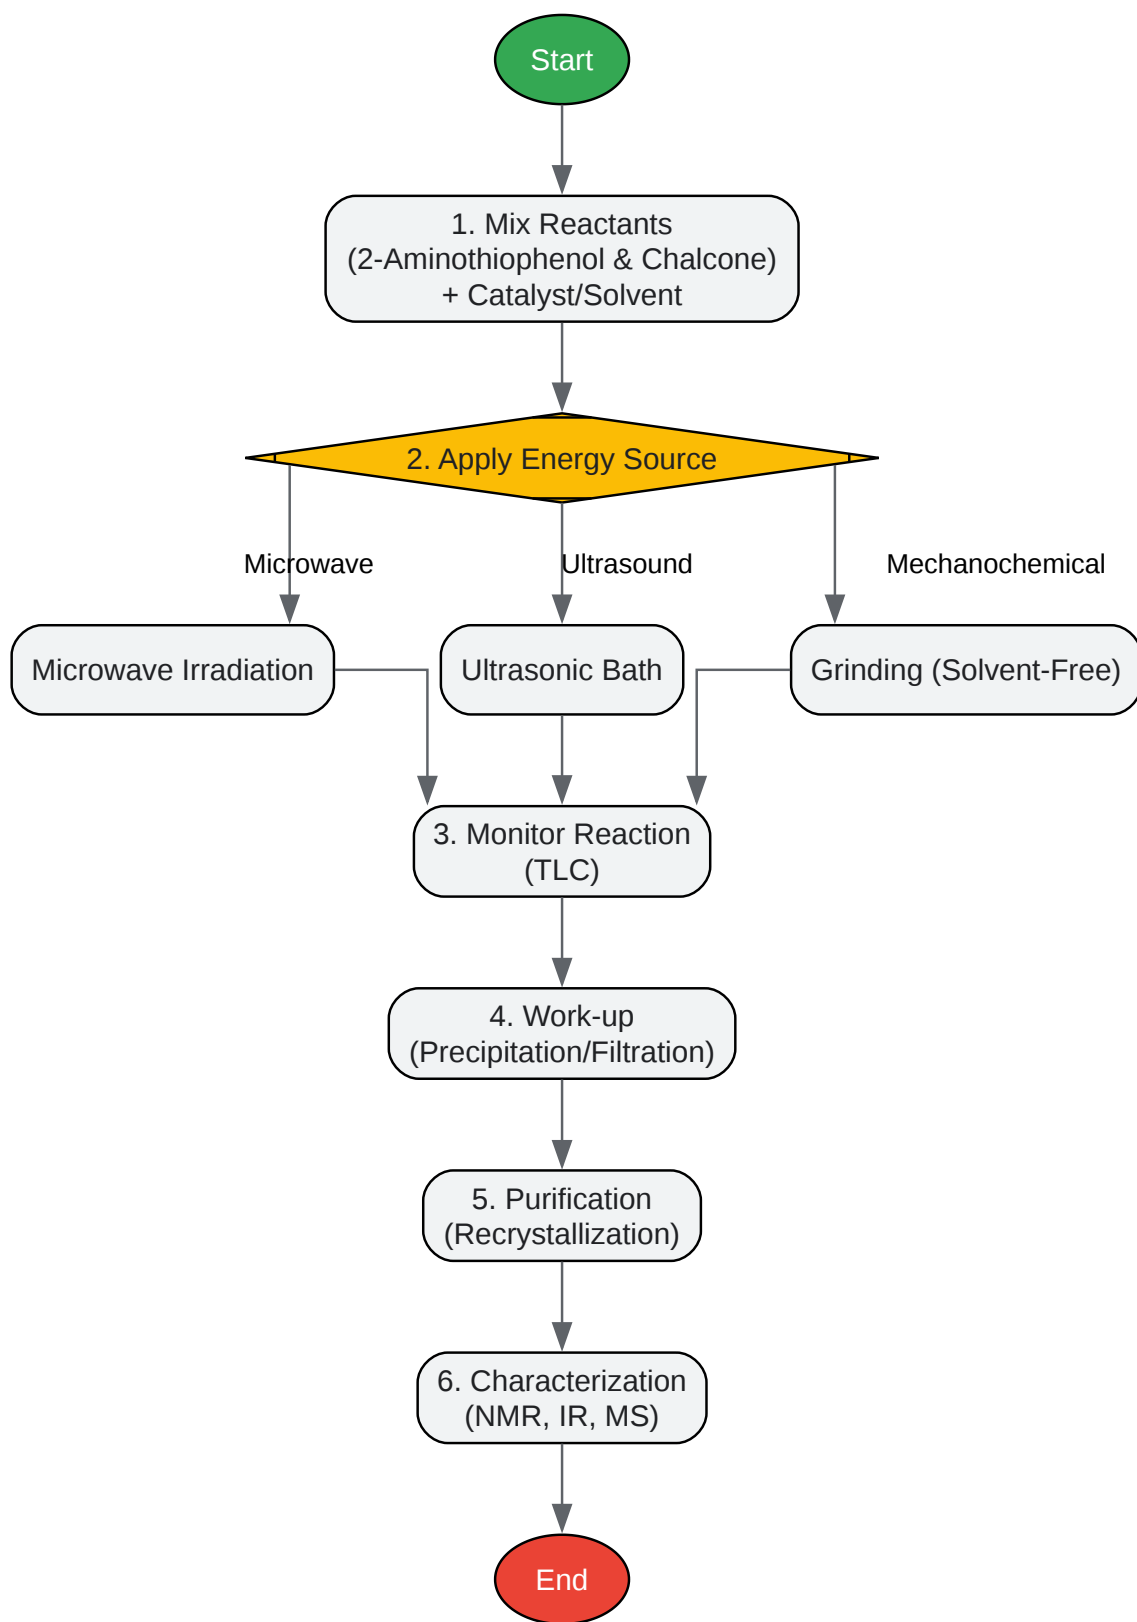 Start
1. Mix Reactants
(2-Aminothiophenol & Chalcone)
+ Catalyst/Solvent
2. Apply Energy Source
Microwave
Ultrasound
Mechanochemical
Microwave Irradiation
Ultrasonic Bath
Grinding (Solvent-Free)
3. Monitor Reaction
(TLC)
4. Work-up
(Precipitation/Filtration)
5. Purification
(Recrystallization)
6. Characterization
(NMR, IR, MS)
End